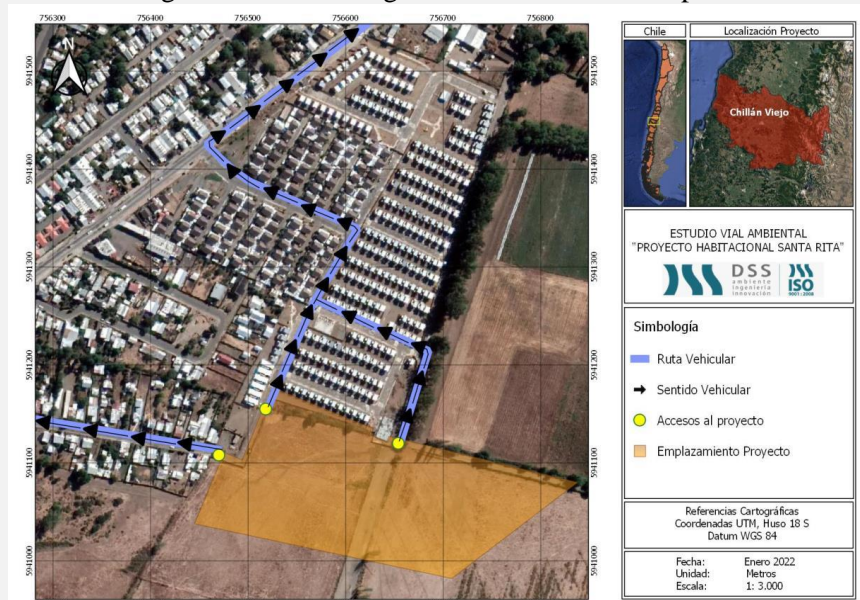 756300 756400 756500 756600 756700 756800
N
5941500 5941500
5941400 5941400
5941300 5941300
5941200 5941200
5941100 5941100
5941000 5941000
Chile
Localización Proyecto
Chillán Viejo
ESTUDIO VIAL AMBIENTAL
"PROYECTO HABITACIONAL SANTA RITA"
DSS
ambiente
ingeniería
innovación
ISO
9001:2008
Simbología
Ruta Vehicular
Sentido Vehicular
Accesos al proyecto
Emplazamiento Proyecto
Referencias Cartográficas
Coordenadas UTM, Huso 18 S
Datum WGS 84
Fecha: Enero 2022
Unidad: Metros
Escala: 1: 3.000